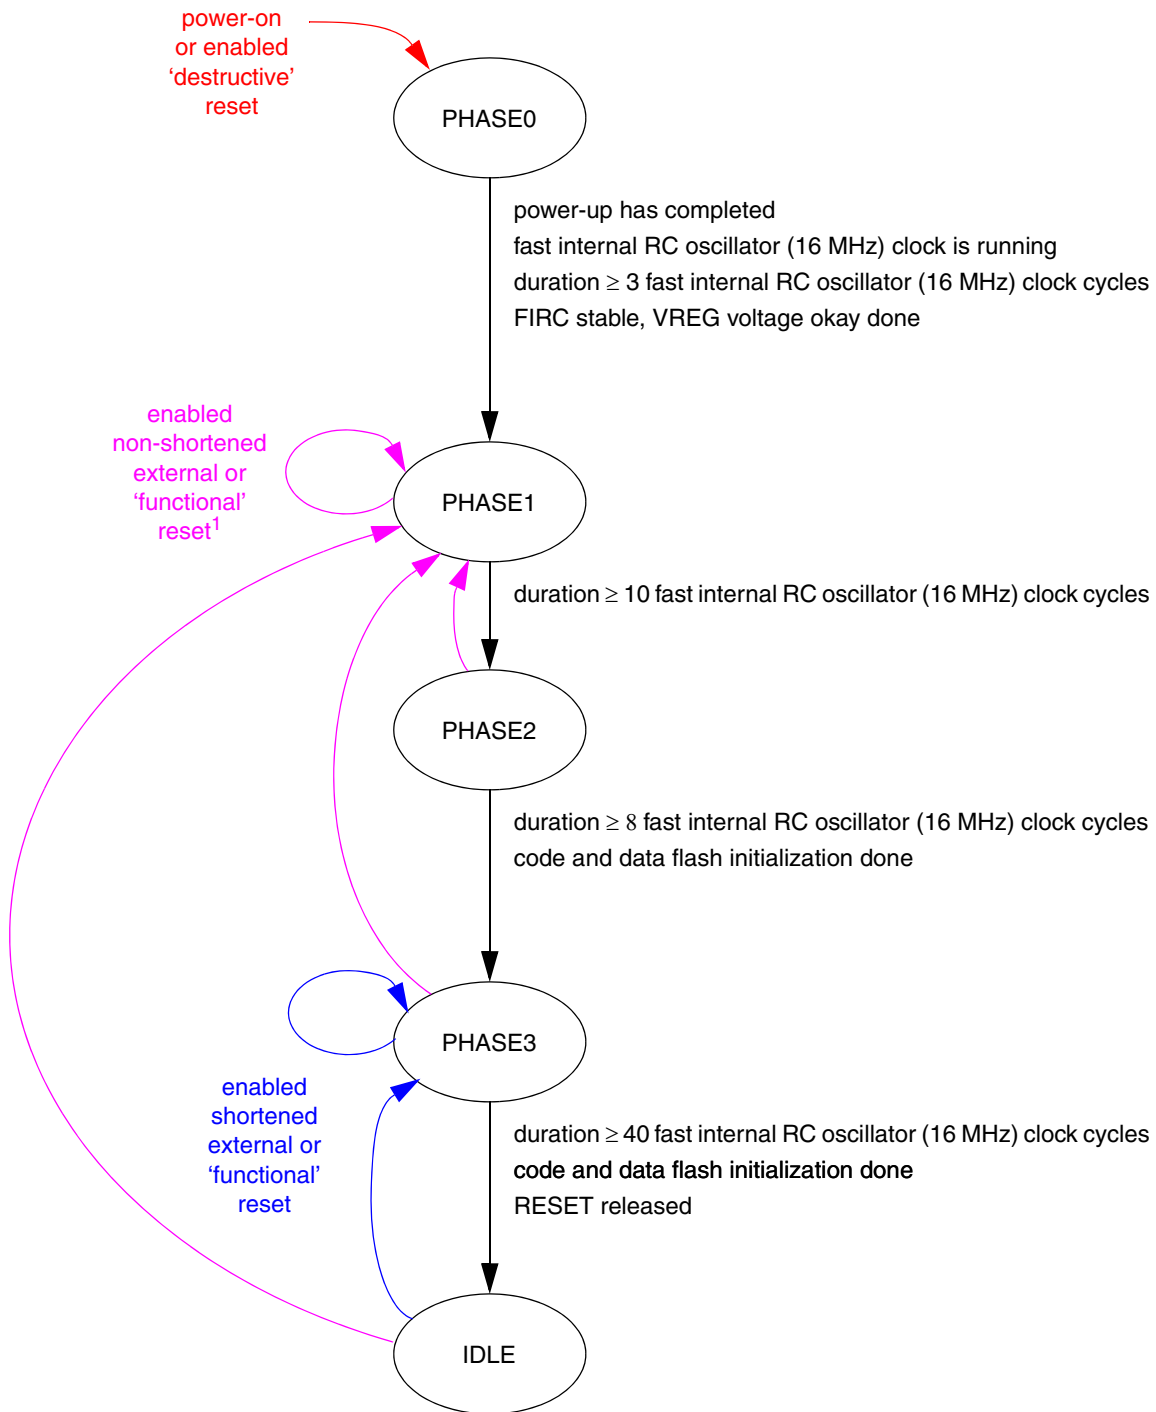 power-on
or enabled
‘destructive’
reset
PHASE0
power-up has completed
fast internal RC oscillator (16 MHz) clock is running
duration ≥ 3 fast internal RC oscillator (16 MHz) clock cycles
FIRC stable, VREG voltage okay done
enabled
non-shortened
external or
‘functional’
reset1
PHASE1
duration ≥ 10 fast internal RC oscillator (16 MHz) clock cycles
PHASE2
duration ≥ 8 fast internal RC oscillator (16 MHz) clock cycles
code and data flash initialization done
PHASE3
enabled
shortened
external or
‘functional’
reset
duration ≥ 40 fast internal RC oscillator (16 MHz) clock cycles
code and data flash initialization done
RESET released
IDLE